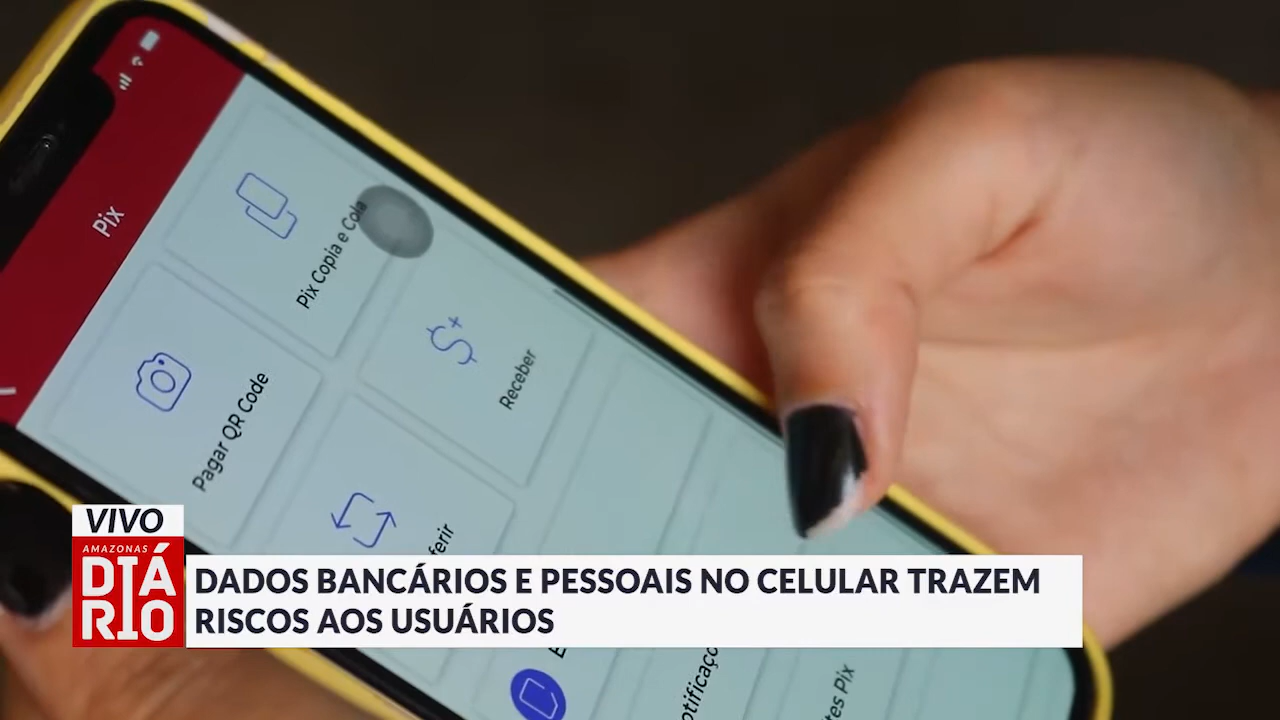 Pix
Pix Copia e Cola
Pagar QR Code
Receber
VIVO
AMAZONAS
DIÁ
RIO
DADOS BANCÁRIOS E PESSOAIS NO CELULAR TRAZEM
RISCOS AOS USUÁRIOS
Pix